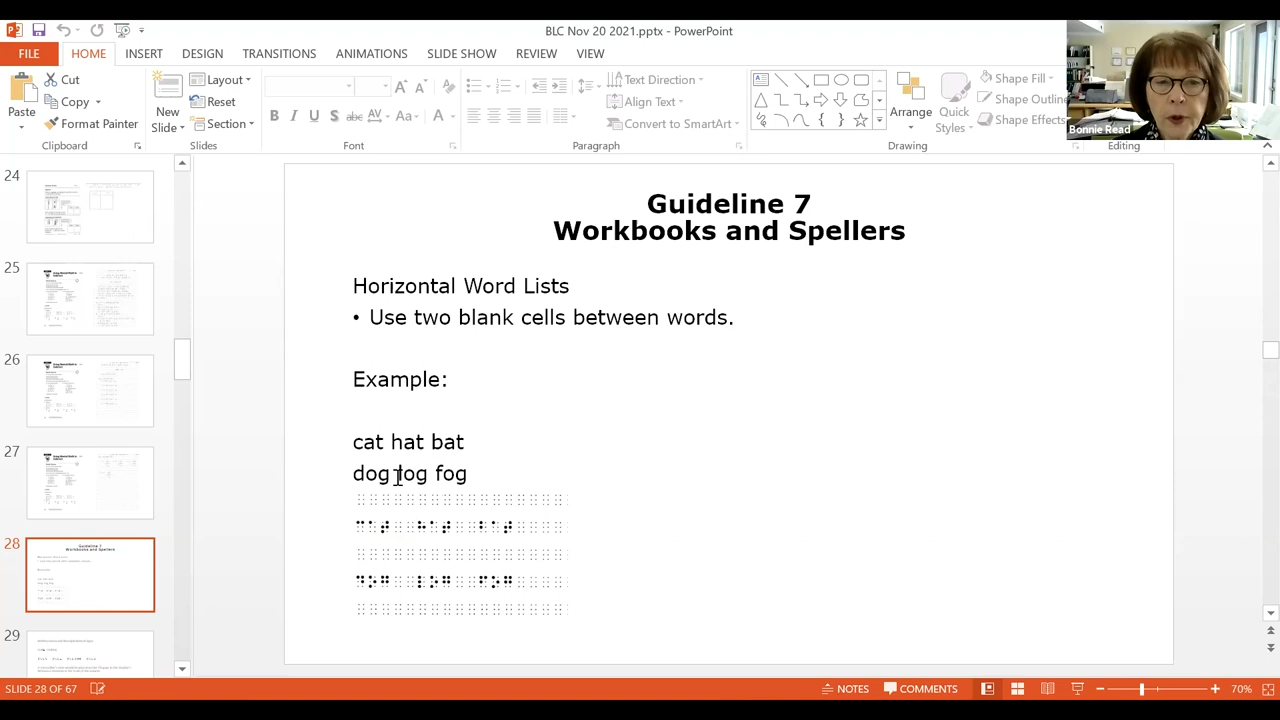 BLC Nov 20 2021.pptx - PowerPoint
FILE HOME INSERT DESIGN TRANSITIONS ANIMATIONS SLIDE SHOW REVIEW VIEW
Paste
Cut
Copy
Format Painter
Clipboard
New Slide
Layout
Reset
Section
Slides
B I U S abc AV Aa A
Font
Text Direction
Align Text
Convert to SmartArt
Paragraph
Arrange
Quick Styles
Shape Fill
Shape Outlin
Shape Effects
Drawing
Editing
Bonnie Read
24
25
26
27
28
29
Guideline 7
Workbooks and Spellers
Horizontal Word Lists
• Use two blank cells between words.
Example:
cat hat bat
dog log fog
⠉⠁⠞⠀⠀⠓⠁⠞⠀⠀⠃⠁⠞
⠙⠕⠛⠀⠀⠇⠕⠛⠀⠀⠋⠕⠛
SLIDE 28 OF 67
NOTES COMMENTS 70%